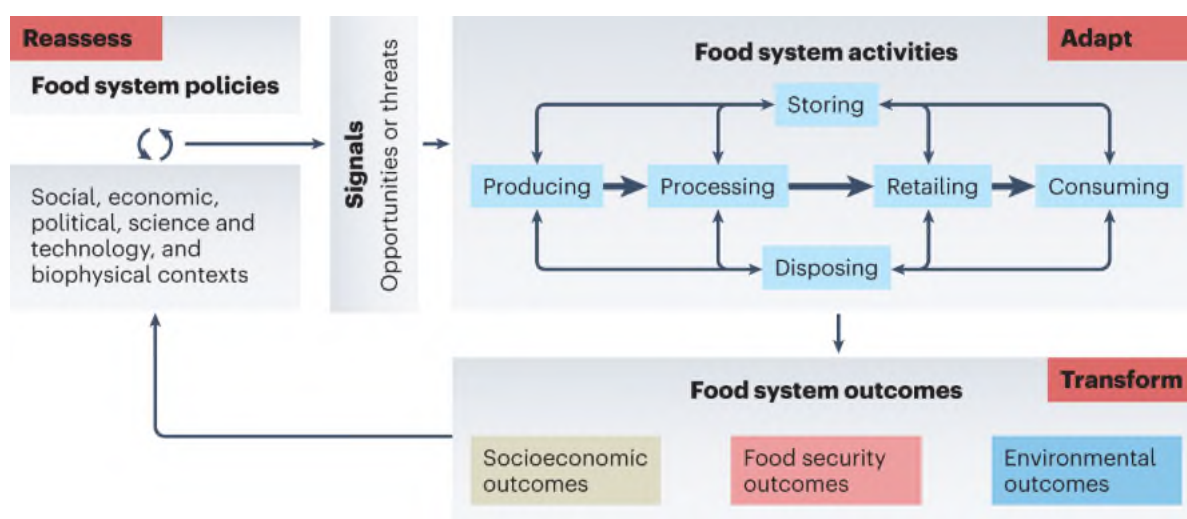 Reassess
Food system policies
Social, economic,
political, science and
technology, and
biophysical contexts
Signals
Opportunities or threats
Adapt
Food system activities
Storing
Producing
Processing
Retailing
Consuming
Disposing
Transform
Food system outcomes
Socioeconomic
outcomes
Food security
outcomes
Environmental
outcomes